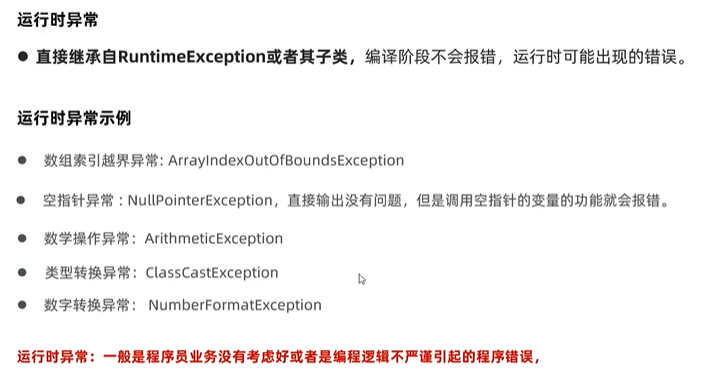 运行时异常
● 直接继承自RuntimeException或者其子类，编译阶段不会报错，运行时可能出现的错误。
运行时异常示例
● 数组索引越界异常: ArrayIndexOutOfBoundsException
● 空指针异常 : NullPointerException，直接输出没有问题，但是调用空指针的变量的功能就会报错。
● 数学操作异常：ArithmeticException
● 类型转换异常：ClassCastException
● 数字转换异常： NumberFormatException
运行时异常：一般是程序员业务没有考虑好或者是编程逻辑不严谨引起的程序错误，